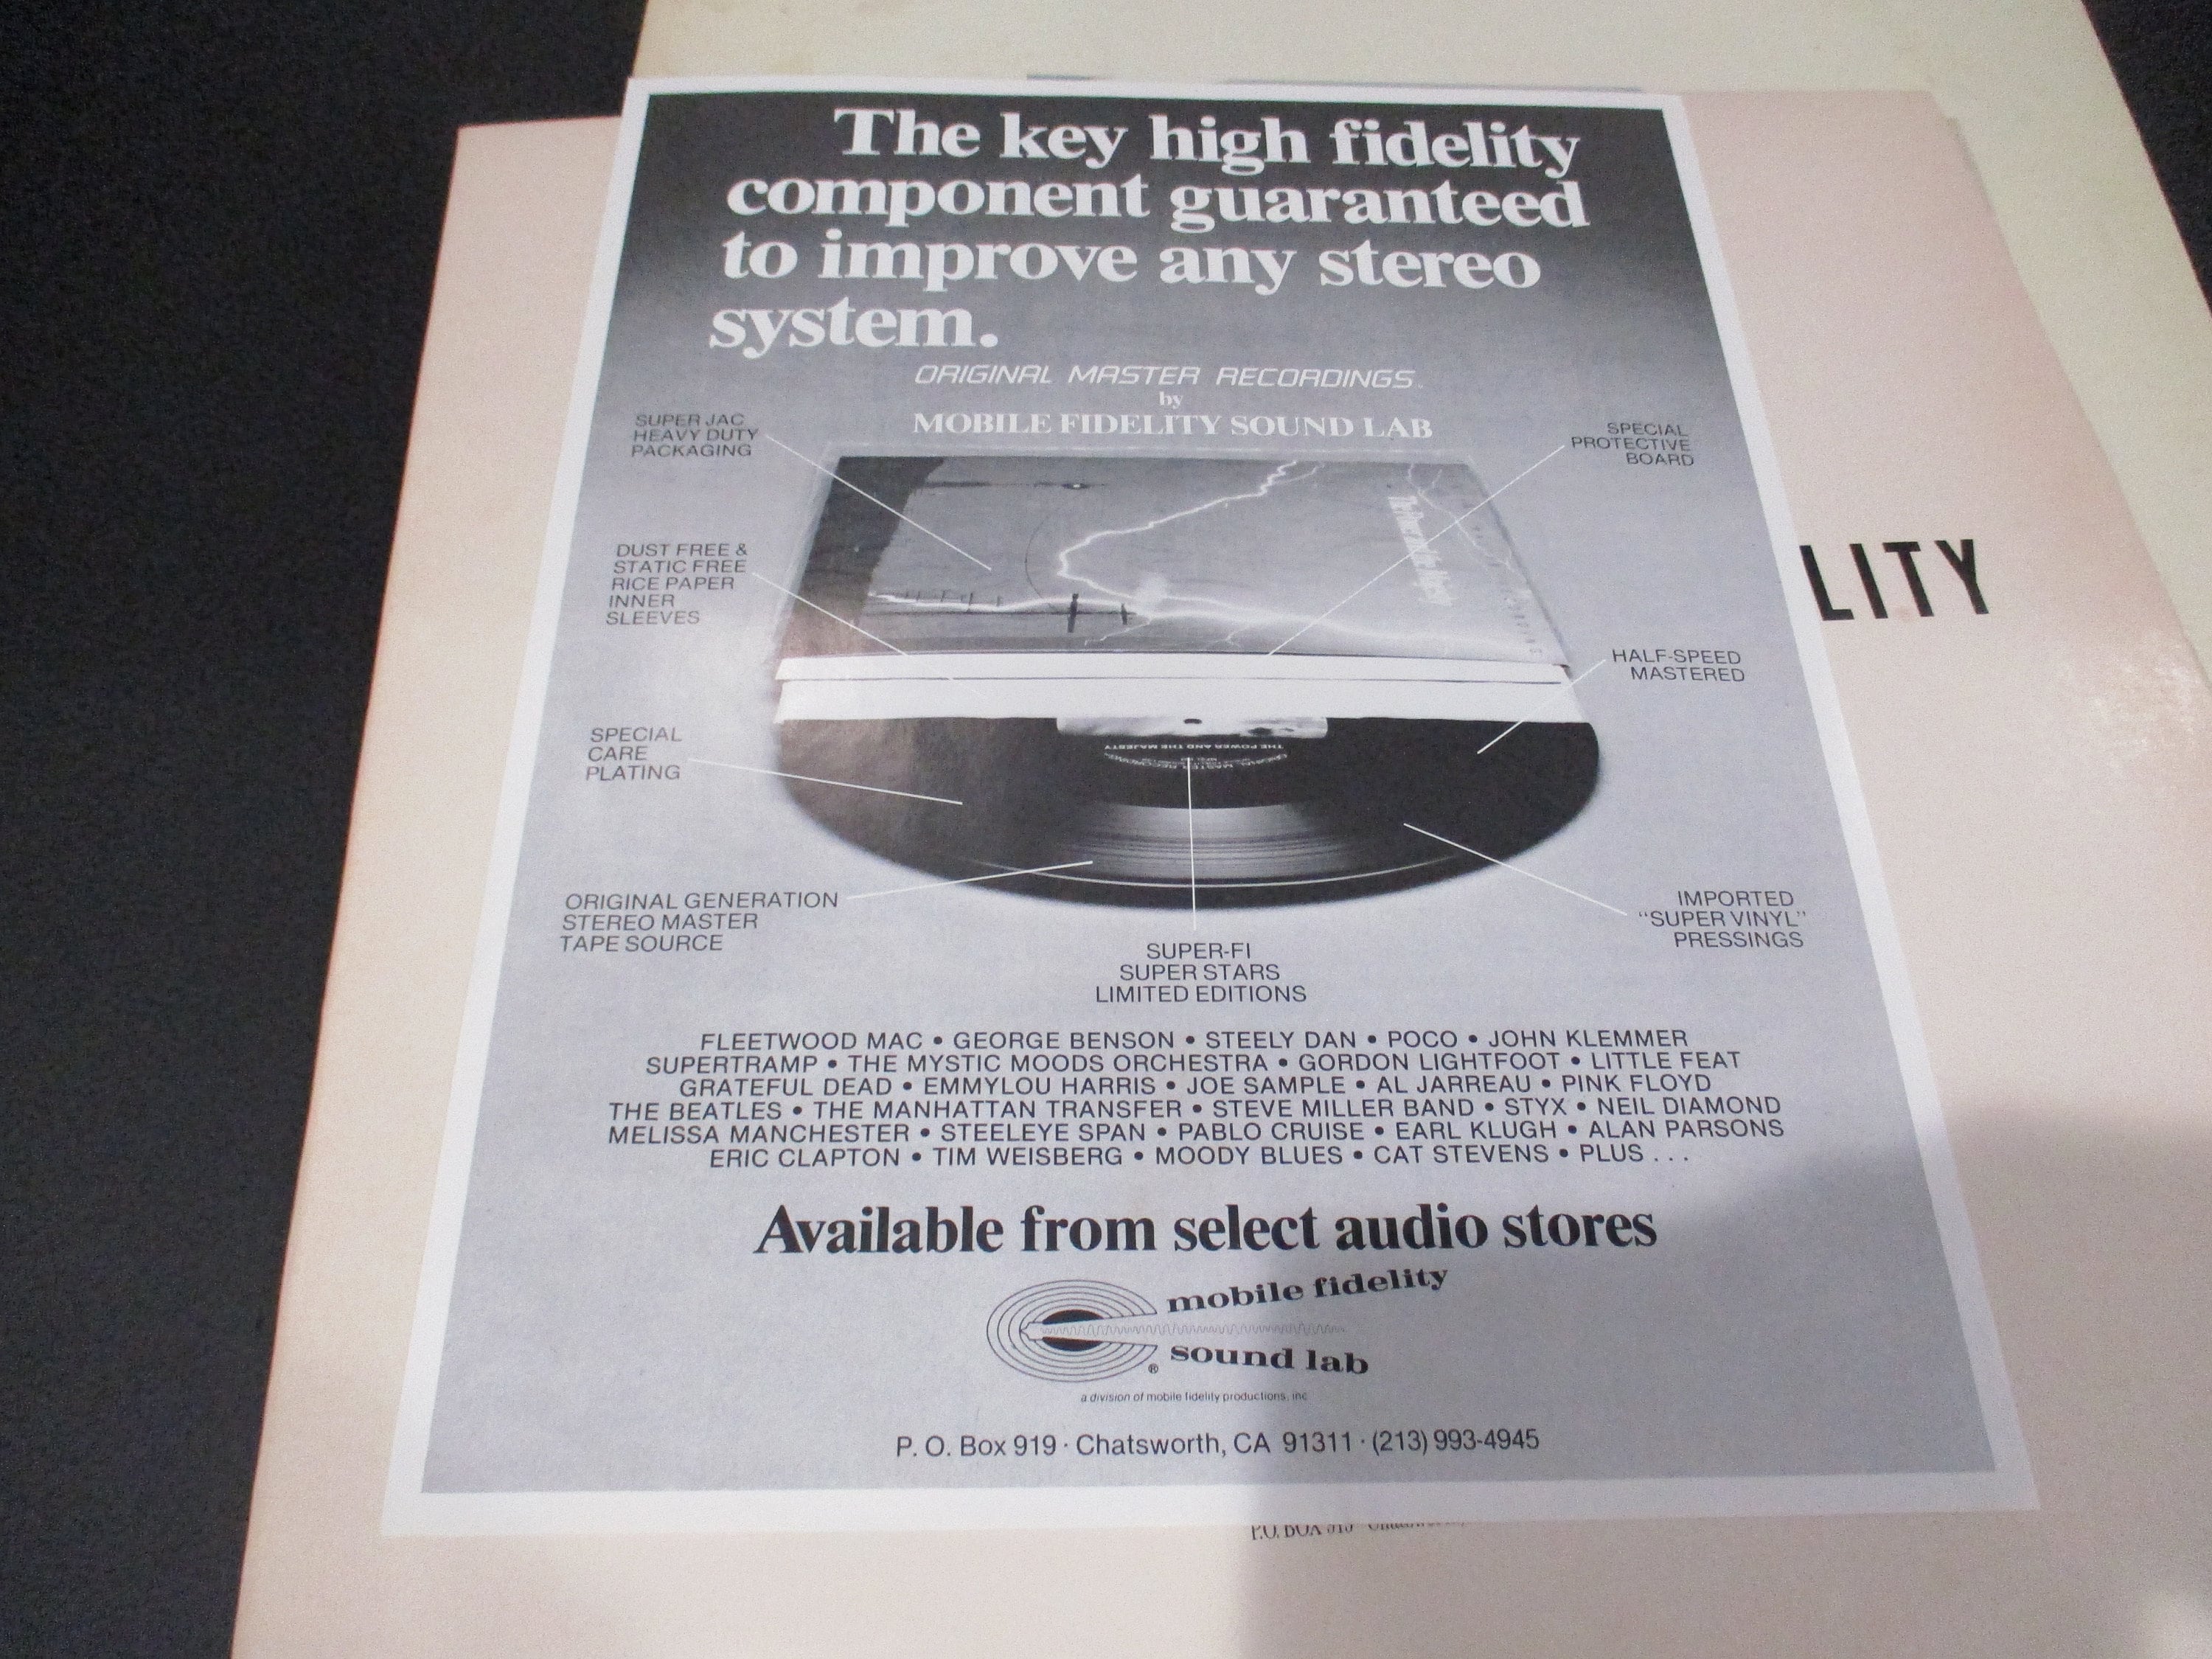 The key high fidelity
component guaranteed
to improve any stereo
system.
ORIGINAL MASTER RECORDINGS
by
MOBILE FIDELITY SOUND LAB
SUPER JAC
HEAVY DUTY
PACKAGING
SPECIAL
PROTECTIVE
BOARD
DUST FREE &
STATIC FREE
RICE PAPER
INNER
SLEEVES
LITY
HALF-SPEED
MASTERED
SPECIAL
CARE
PLATING
THE POWER AND THE MAJESTY
ORIGINAL GENERATION
STEREO MASTER
TAPE SOURCE
IMPORTED
“SUPER VINYL”
PRESSINGS
SUPER-FI
SUPER STARS
LIMITED EDITIONS
FLEETWOOD MAC • GEORGE BENSON • STEELY DAN • POCO • JOHN KLEMMER
SUPERTRAMP • THE MYSTIC MOODS ORCHESTRA • GORDON LIGHTFOOT • LITTLE FEAT
GRATEFUL DEAD • EMMYLOU HARRIS • JOE SAMPLE • AL JARREAU • PINK FLOYD
THE BEATLES • THE MANHATTAN TRANSFER • STEVE MILLER BAND • STYX • NEIL DIAMOND
MELISSA MANCHESTER • STEELEYE SPAN • PABLO CRUISE • EARL KLUGH • ALAN PARSONS
ERIC CLAPTON • TIM WEISBERG • MOODY BLUES • CAT STEVENS • PLUS . . .
Available from select audio stores
mobile fidelity
sound lab
®
a division of mobile fidelity productions, inc
P. O. Box 919 · Chatsworth, CA 91311 · (213) 993-4945
P.O. BOX 919